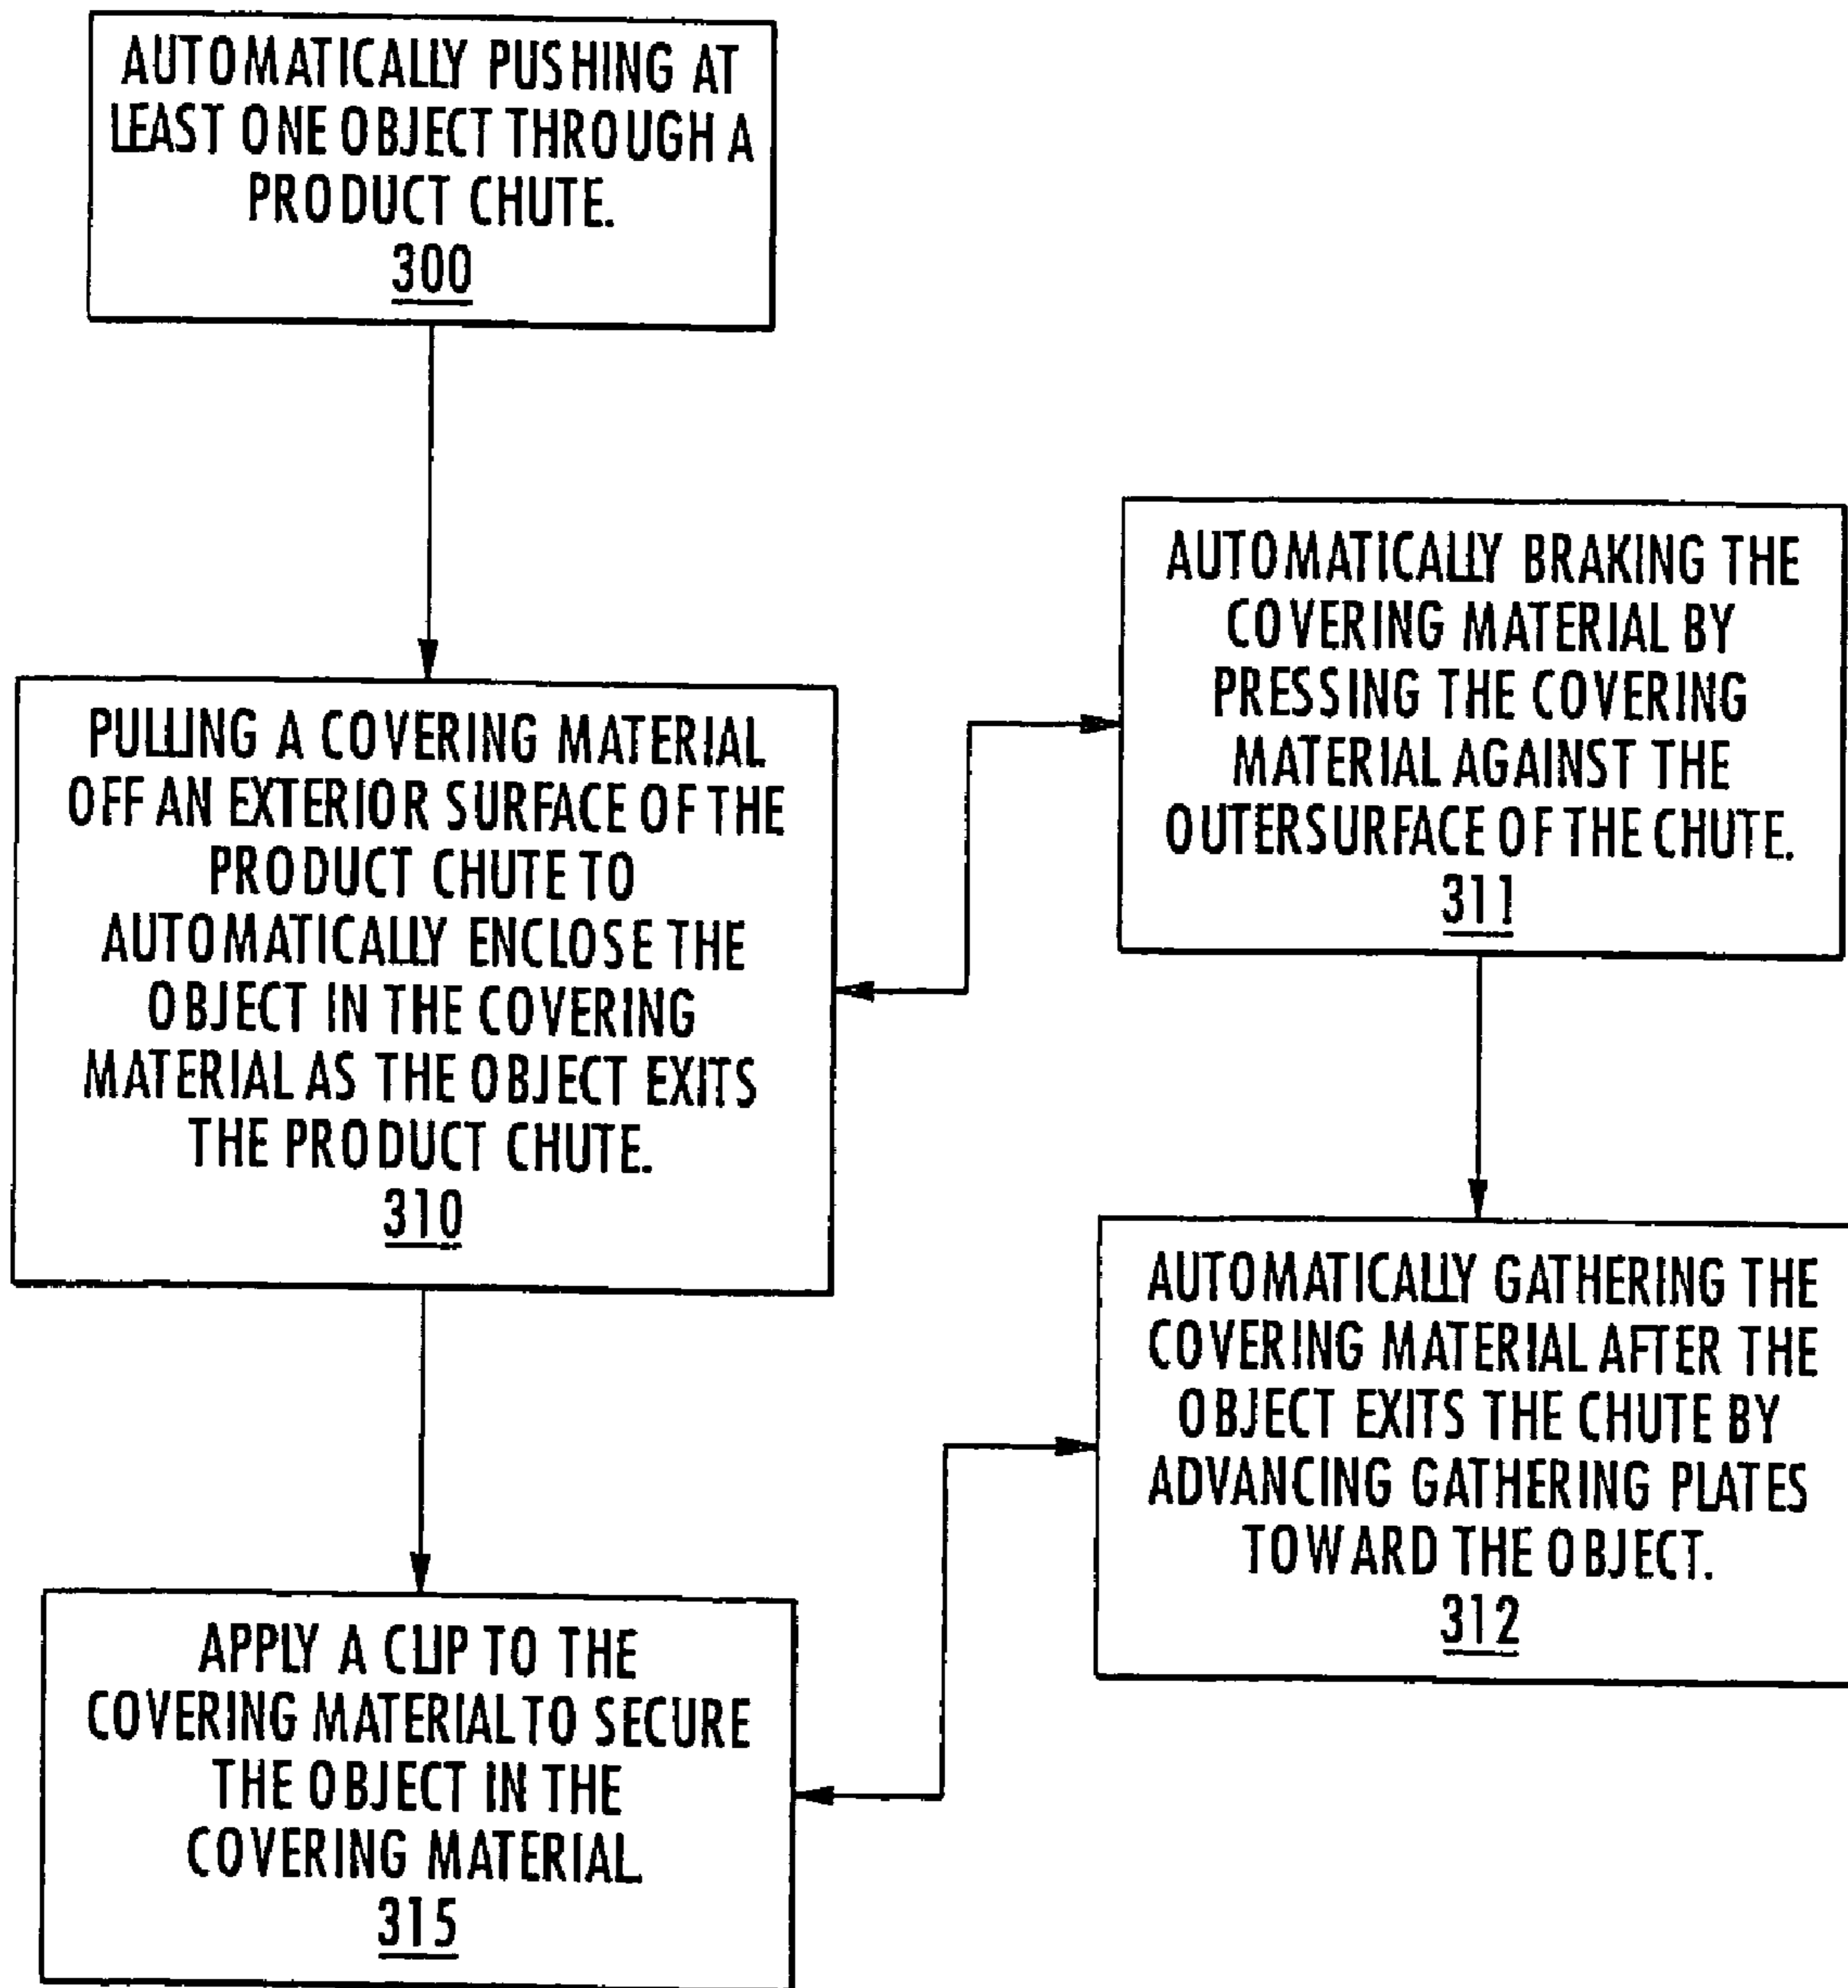 AUTOMATICALLY PUSHING AT
LEAST ONE OBJECT THROUGH A
PRODUCT CHUTE.
300
PULLING A COVERING MATERIAL
OFF AN EXTERIOR SURFACE OF THE
PRODUCT CHUTE TO
AUTOMATICALLY ENCLOSE THE
OBJECT IN THE COVERING
MATERIAL AS THE OBJECT EXITS
THE PRODUCT CHUTE.
310
AUTOMATICALLY BRAKING THE
COVERING MATERIAL BY
PRESSING THE COVERING
MATERIAL AGAINST THE
OUTERSURFACE OF THE CHUTE.
311
AUTOMATICALLY GATHERING THE
COVERING MATERIAL AFTER THE
OBJECT EXITS THE CHUTE BY
ADVANCING GATHERING PLATES
TOWARD THE OBJECT.
312
APPLY A CLIP TO THE
COVERING MATERIAL TO SECURE
THE OBJECT IN THE
COVERING MATERIAL
315